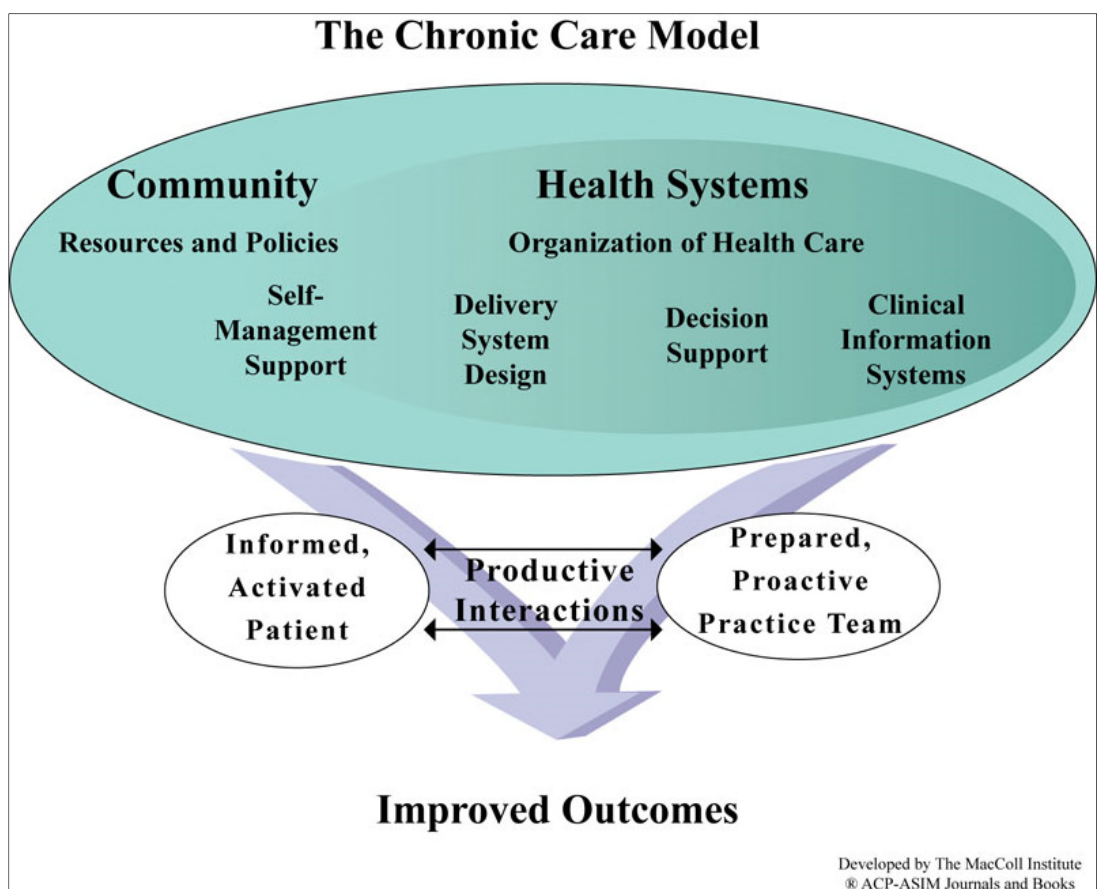 The Chronic Care Model
Community
Health Systems
Resources and Policies
Organization of Health Care
Self-
Management
Support
Delivery
System
Design
Decision
Support
Clinical
Information
Systems
Informed,
Activated
Patient
Productive
Interactions
Prepared,
Proactive
Practice Team
Improved Outcomes
Developed by The MacColl Institute
® ACP-ASIM Journals and Books